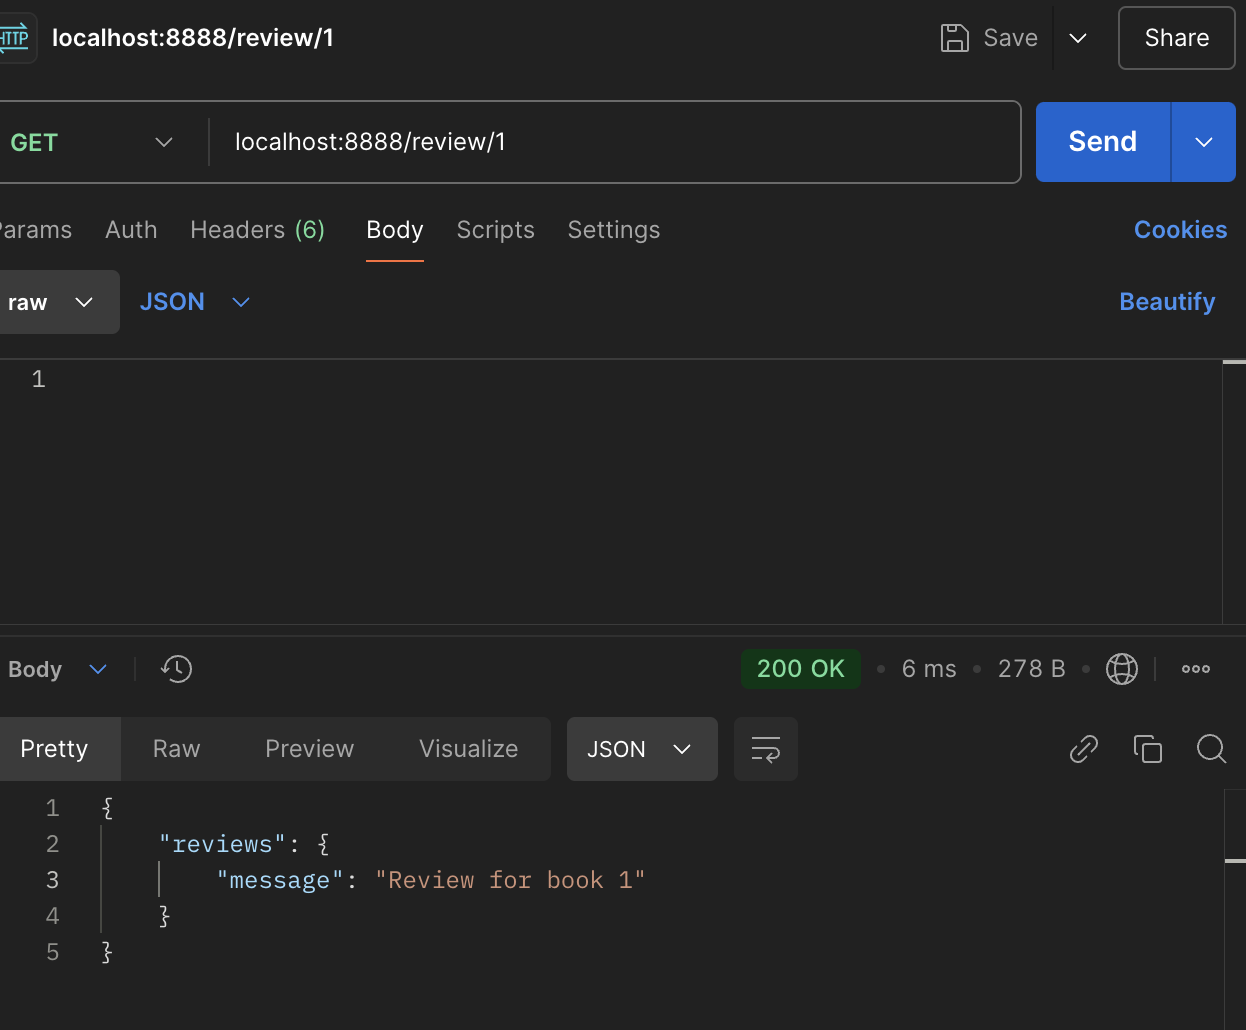 HTTP localhost:8888/review/1 Save Share
GET localhost:8888/review/1 Send
Params Auth Headers (6) Body Scripts Settings Cookies
raw JSON Beautify
1
Body 200 OK • 6 ms • 278 B •
Pretty Raw Preview Visualize JSON
1 {
2 "reviews": {
3 "message": "Review for book 1"
4 }
5 }